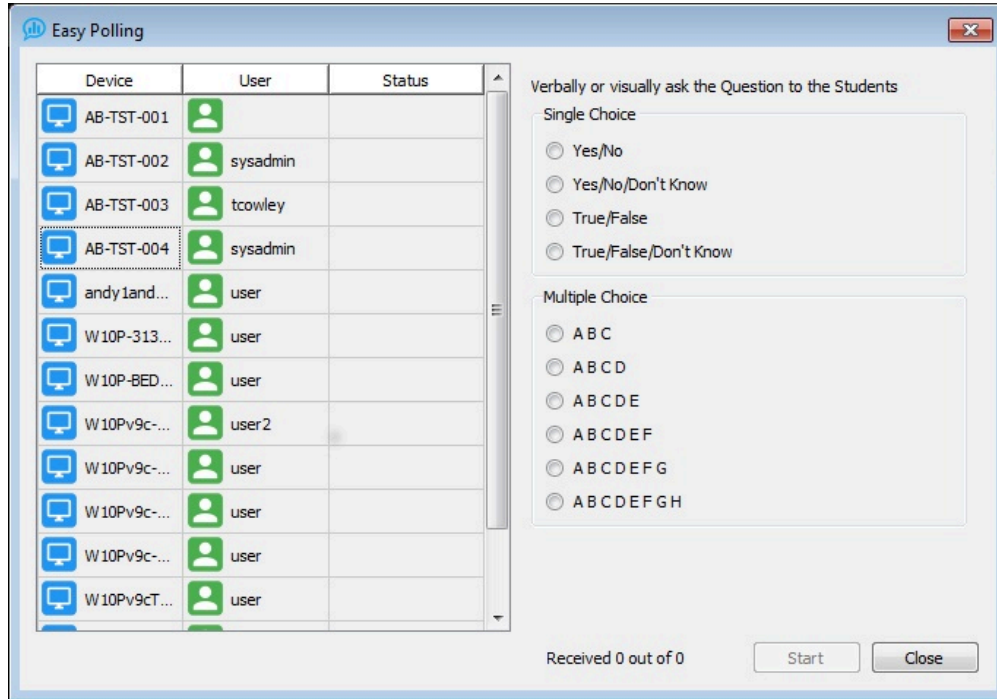 Easy Polling
Device User Status
AB-TST-001
AB-TST-002 sysadmin
AB-TST-003 tcowley
AB-TST-004 sysadmin
andy1and... user
W10P-313... user
W10P-BED... user
W10Pv9c-... user2
W10Pv9c-... user
W10Pv9c-... user
W10Pv9c-... user
W10Pv9cT... user
Verbally or visually ask the Question to the Students
Single Choice
Yes/No
Yes/No/Don't Know
True/False
True/False/Don't Know
Multiple Choice
A B C
A B C D
A B C D E
A B C D E F
A B C D E F G
A B C D E F G H
Received 0 out of 0
Start
Close